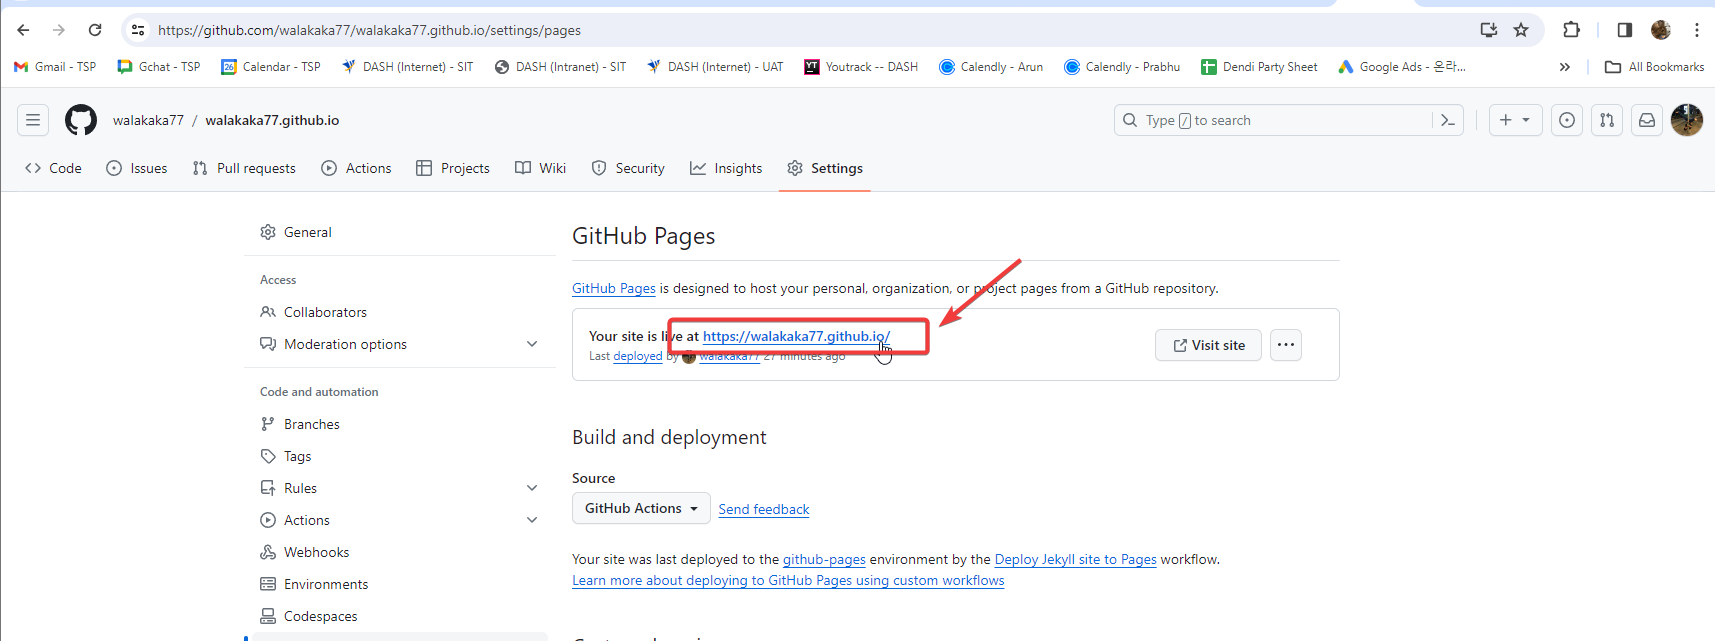 https://github.com/walakaka77/walakaka77.github.io/settings/pages
Gmail - TSP Gchat - TSP 26 Calendar - TSP DASH (Internet) - SIT DASH (Intranet) - SIT DASH (Internet) - UAT YT Youtrack -- DASH Calendly - Arun Calendly - Prabhu Dendi Party Sheet Google Ads - 온라... » All Bookmarks
walakaka77 / walakaka77.github.io Type / to search
Code Issues Pull requests Actions Projects Wiki Security Insights Settings
General
Access
Collaborators
Moderation options
Code and automation
Branches
Tags
Rules
Actions
Webhooks
Environments
Codespaces
GitHub Pages
GitHub Pages is designed to host your personal, organization, or project pages from a GitHub repository.
Your site is live at https://walakaka77.github.io/
Last deployed by walakaka77 27 minutes ago
Visit site ...
Build and deployment
Source
GitHub Actions Send feedback
Your site was last deployed to the github-pages environment by the Deploy Jekyll site to Pages workflow.
Learn more about deploying to GitHub Pages using custom workflows